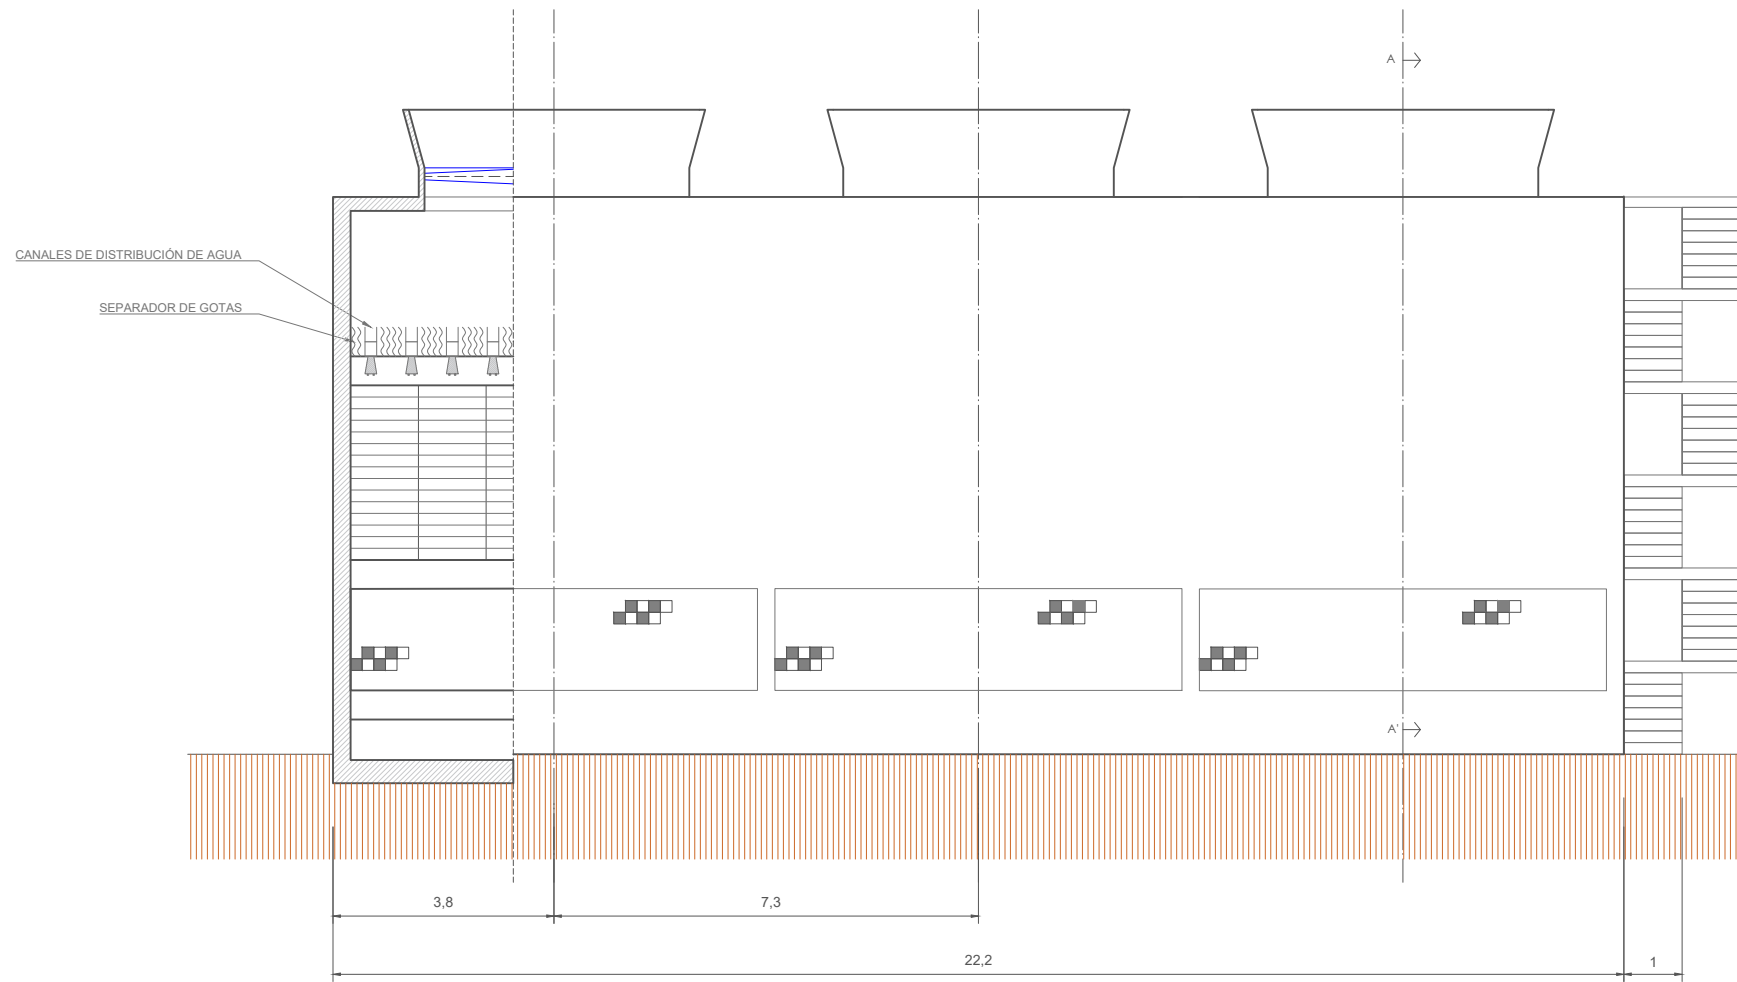 A
CANALES DE DISTRIBUCIÓN DE AGUA
SEPARADOR DE GOTAS
A'
3,8
7,3
22,2
1